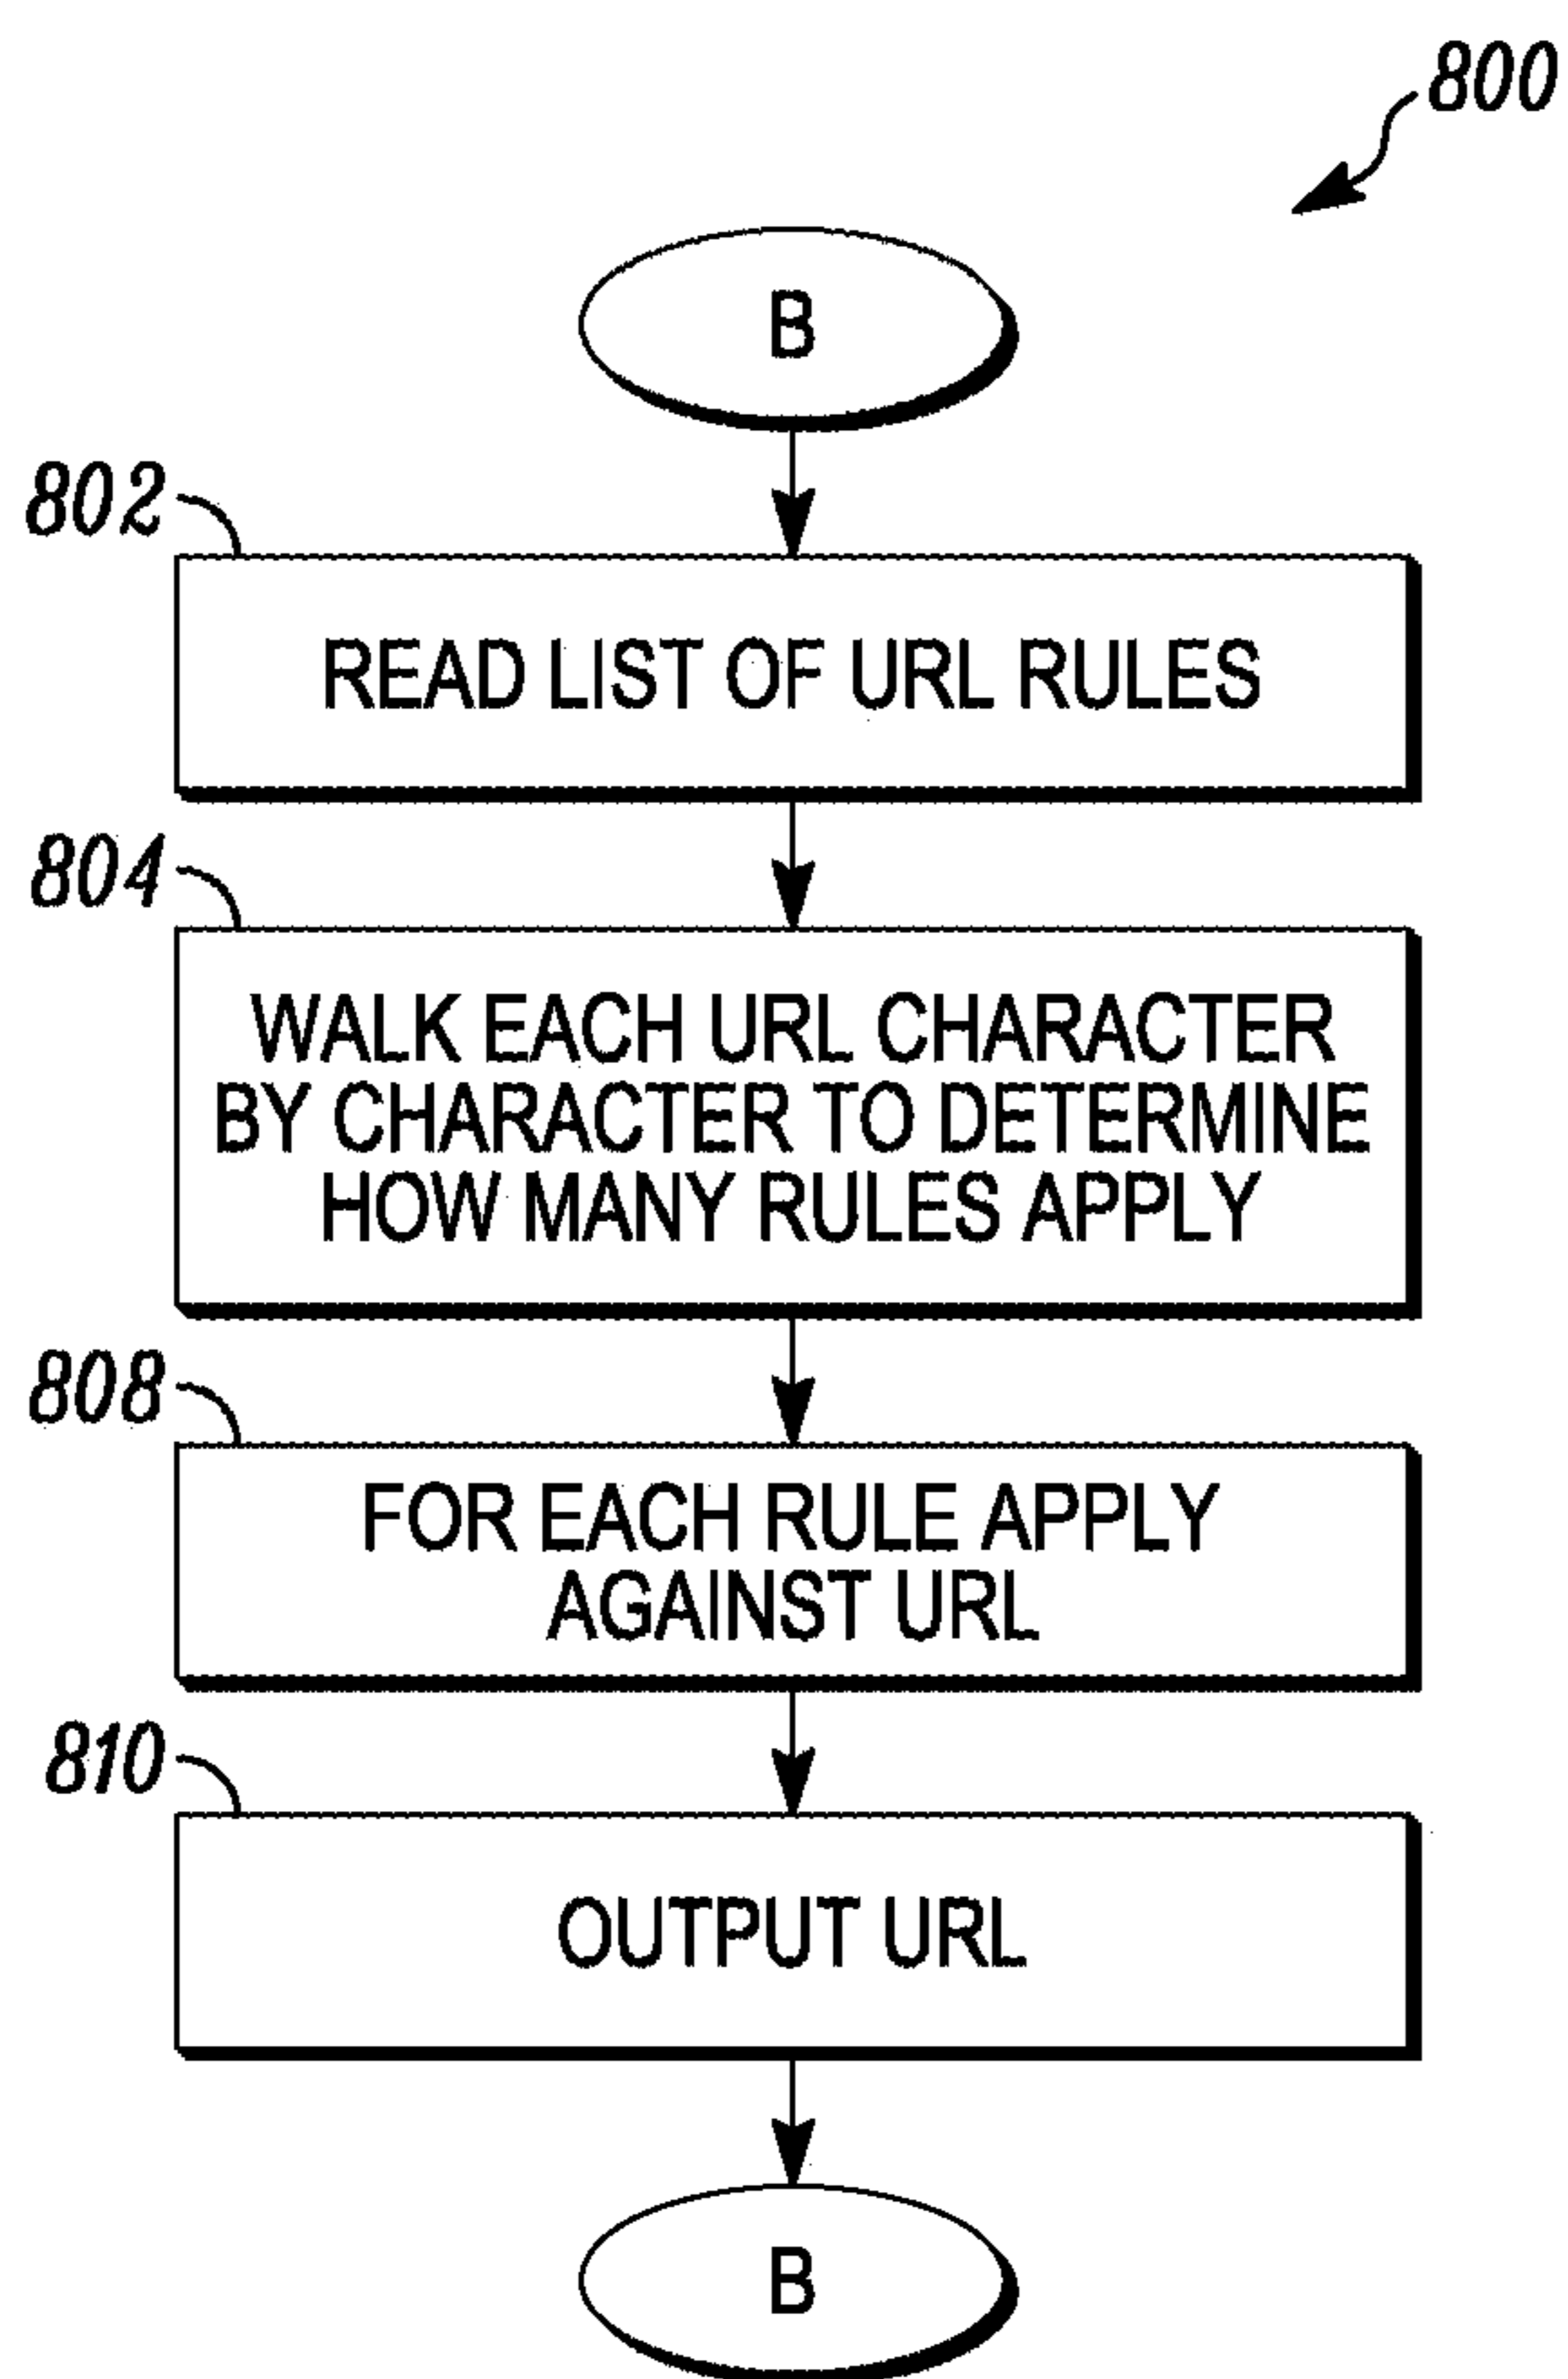 800
B
802
READ LIST OF URL RULES
804
WALK EACH URL CHARACTER
BY CHARACTER TO DETERMINE
HOW MANY RULES APPLY
808
FOR EACH RULE APPLY
AGAINST URL
810
OUTPUT URL
B